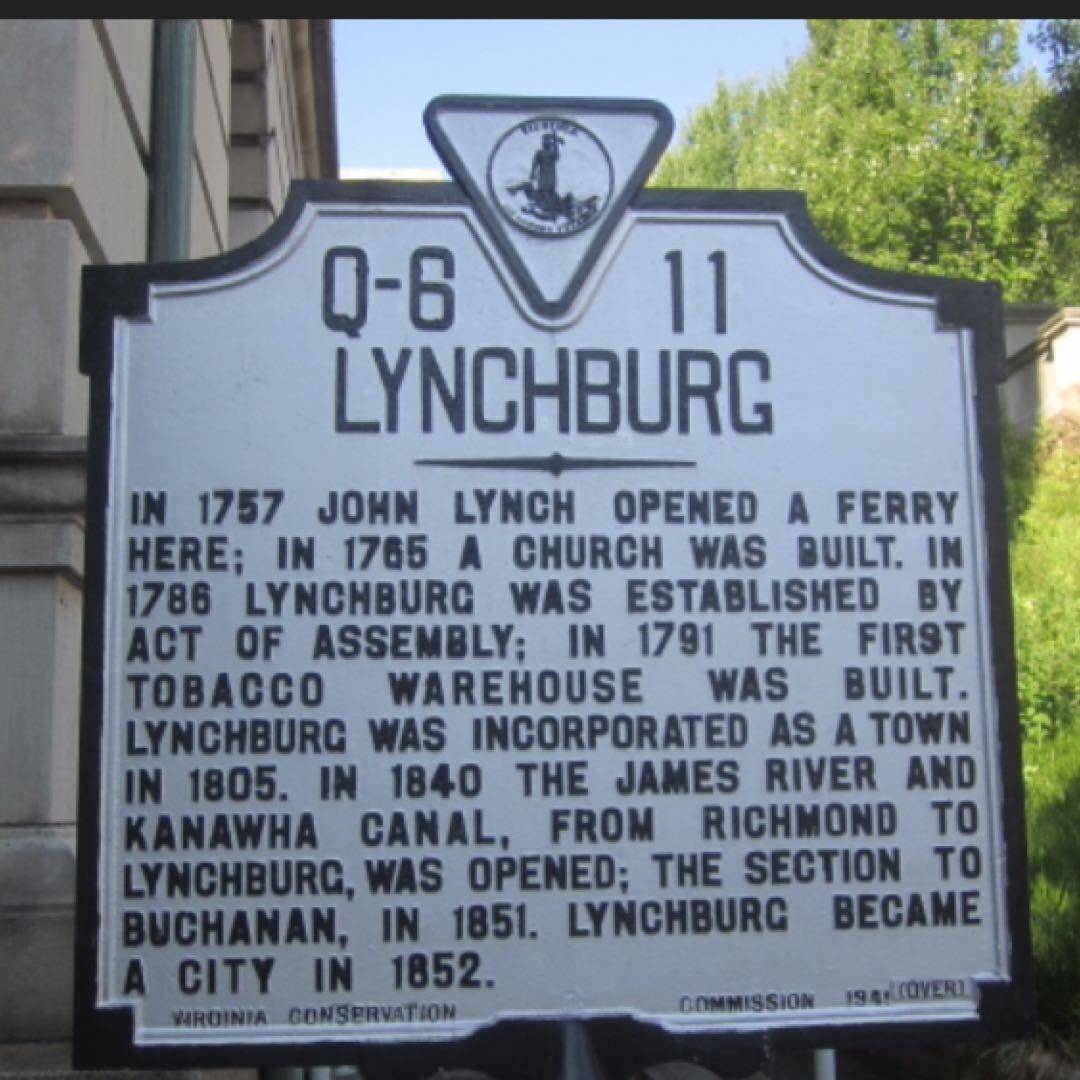 Q-6 11
LYNCHBURG
IN 1757 JOHN LYNCH OPENED A FERRY
HERE; IN 1765 A CHURCH WAS BUILT. IN
1786 LYNCHBURG WAS ESTABLISHED BY
ACT OF ASSEMBLY; IN 1791 THE FIRST
TOBACCO WAREHOUSE WAS BUILT.
LYNCHBURG WAS INCORPORATED AS A TOWN
IN 1805. IN 1840 THE JAMES RIVER AND
KANAWHA CANAL, FROM RICHMOND TO
LYNCHBURG, WAS OPENED; THE SECTION TO
BUCHANAN, IN 1851. LYNCHBURG BECAME
A CITY IN 1852.
VIRGINIA CONSERVATION COMMISSION (OVER)